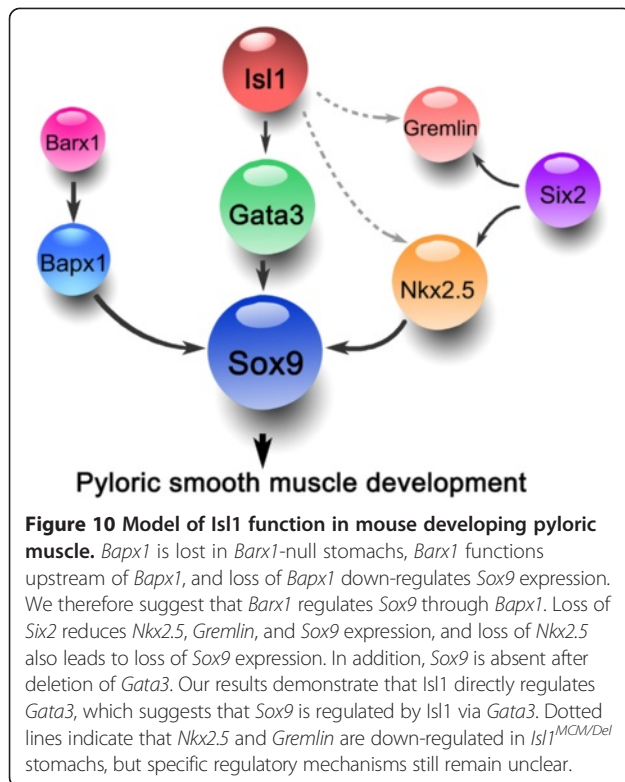 Isl1
Barx1
Gremlin
Gata3
Six2
Bapx1
Nkx2.5
Sox9
Pyloric smooth muscle development
Figure 10 Model of Isl1 function in mouse developing pyloric
muscle. Bapx1 is lost in Barx1-null stomachs, Barx1 functions
upstream of Bapx1, and loss of Bapx1 down-regulates Sox9 expression.
We therefore suggest that Barx1 regulates Sox9 through Bapx1. Loss of
Six2 reduces Nkx2.5, Gremlin, and Sox9 expression, and loss of Nkx2.5
also leads to loss of Sox9 expression. In addition, Sox9 is absent after
deletion of Gata3. Our results demonstrate that Isl1 directly regulates
Gata3, which suggests that Sox9 is regulated by Isl1 via Gata3. Dotted
lines indicate that Nkx2.5 and Gremlin are down-regulated in Isl1^MCM/Del
stomachs, but specific regulatory mechanisms still remain unclear.